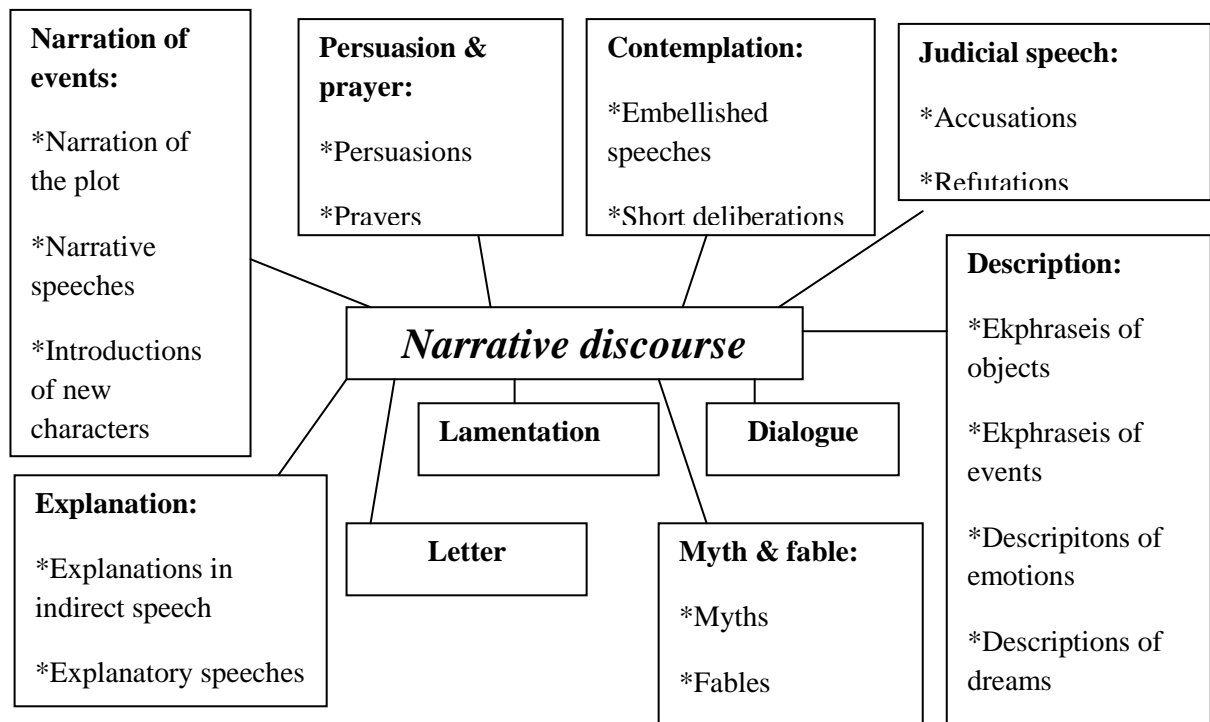 Narration of
events:
*Narration of
the plot
*Narrative
speeches
*Introductions
of new
characters
Persuasion &
prayer:
*Persuasions
*Prayers
Contemplation:
*Embellished
speeches
*Short deliberations
Judicial speech:
*Accusations
*Refutations
Narrative discourse
Description:
*Ekphraseis of
objects
*Ekphraseis of
events
*Descripitons of
emotions
*Descriptions of
dreams
Lamentation
Dialogue
Explanation:
*Explanations in
indirect speech
*Explanatory speeches
Letter
Myth & fable:
*Myths
*Fables